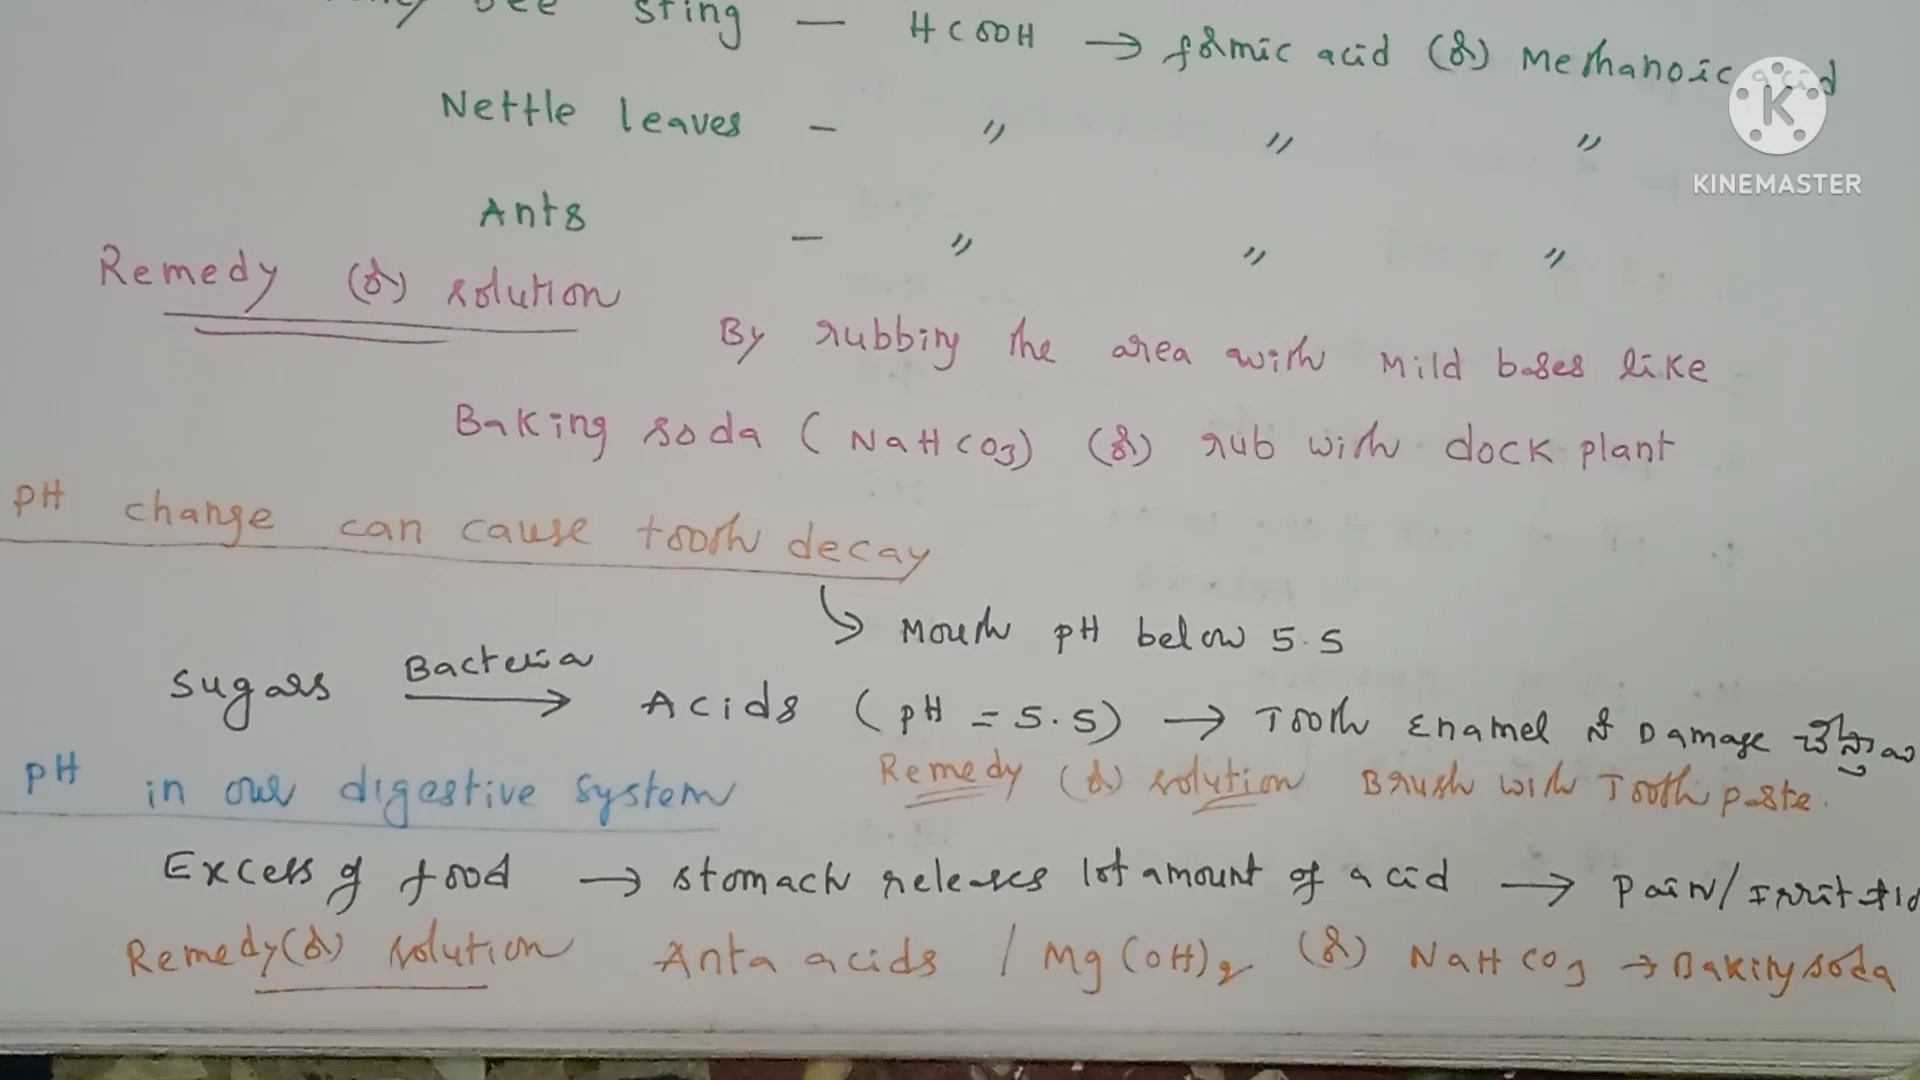 Bee sting — HCOOH → formic acid (or) Methanoic acid
Nettle leaves - " " "
Ants - " " "
Remedy (or) solution
By rubbing the area with Mild bases like
Baking soda (NaHCO3) (or) rub with dock plant
pH change can cause tooth decay
↳ Mouth pH below 5.5
Sugars Bacteria → Acids (pH = 5.5) → Tooth Enamel ని Damage చేస్తాయి
Remedy (or) solution Brush with Tooth paste.
pH in our digestive system
Excess of food → stomach releases lot amount of acid → Pain/
Remedy (or) solution Anta acids / Mg(OH)2 (or) NaHCO3 → Baking soda
KINEMASTER